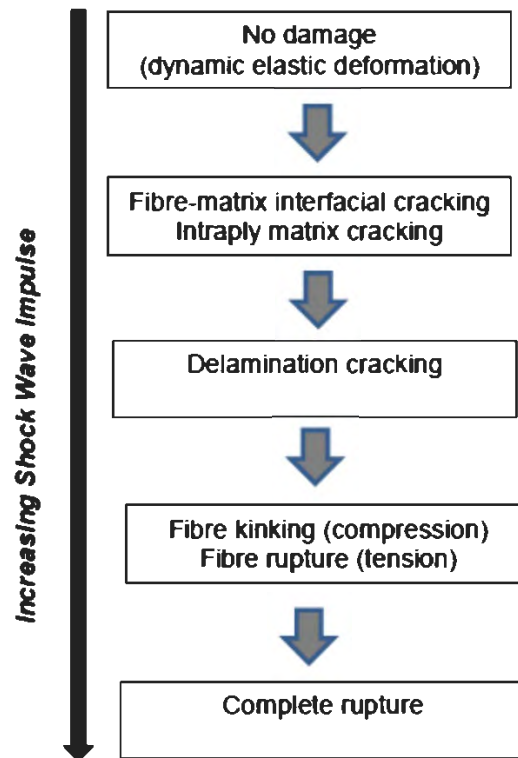 Increasing Shock Wave Impulse
No damage
(dynamic elastic deformation)
Fibre-matrix interfacial cracking
Intraply matrix cracking
Delamination cracking
Fibre kinking (compression)
Fibre rupture (tension)
Complete rupture